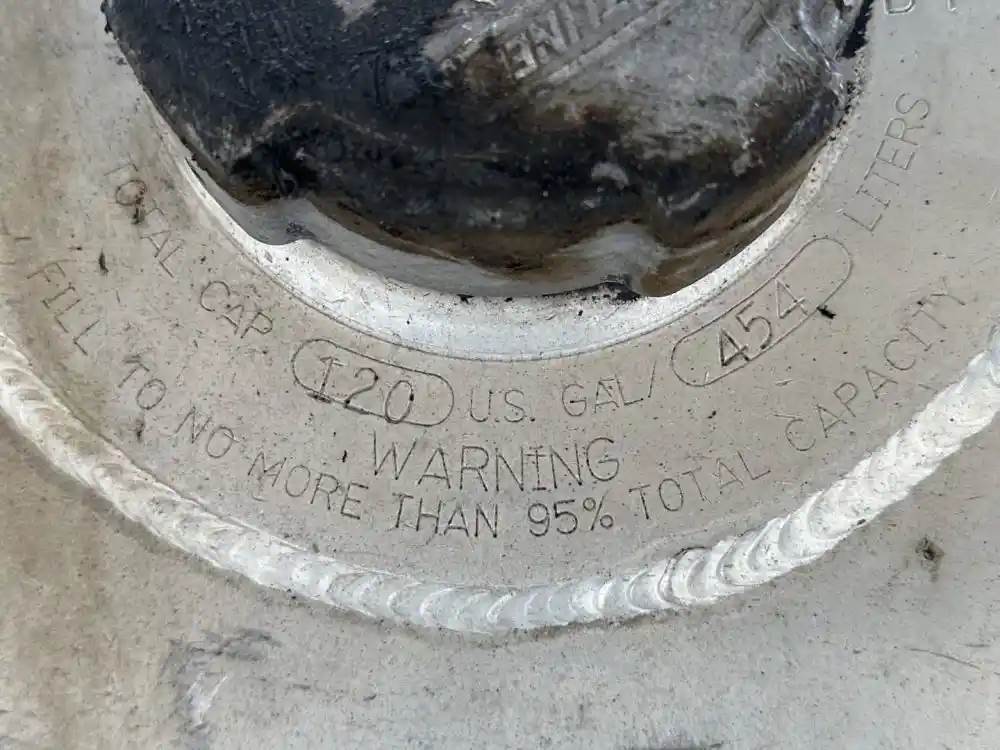 TOTAL CAP 120 U.S. GAL/ 454 LITERS
WARNING
FILL TO NO MORE THAN 95% TOTAL CAPACITY